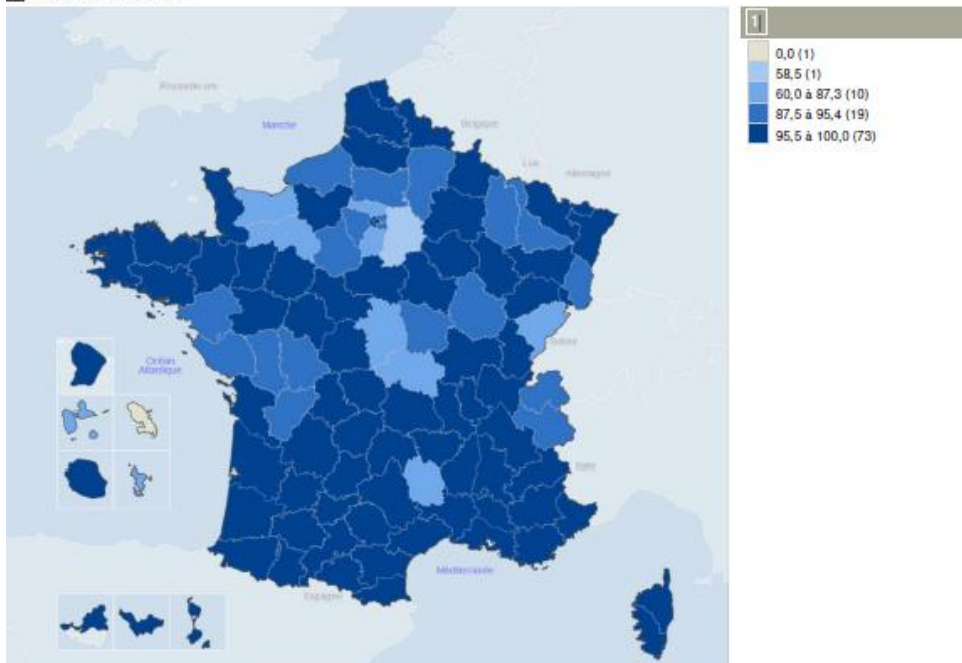 1
0,0 (1)
58,5 (1)
60,0 à 87,3 (10)
87,5 à 95,4 (19)
95,5 à 100,0 (73)
Royaume-Uni
Manche
Belgique
Lux.
Allemagne
Suisse
Océan
Atlantique
Italie
Méditerranée
Espagne